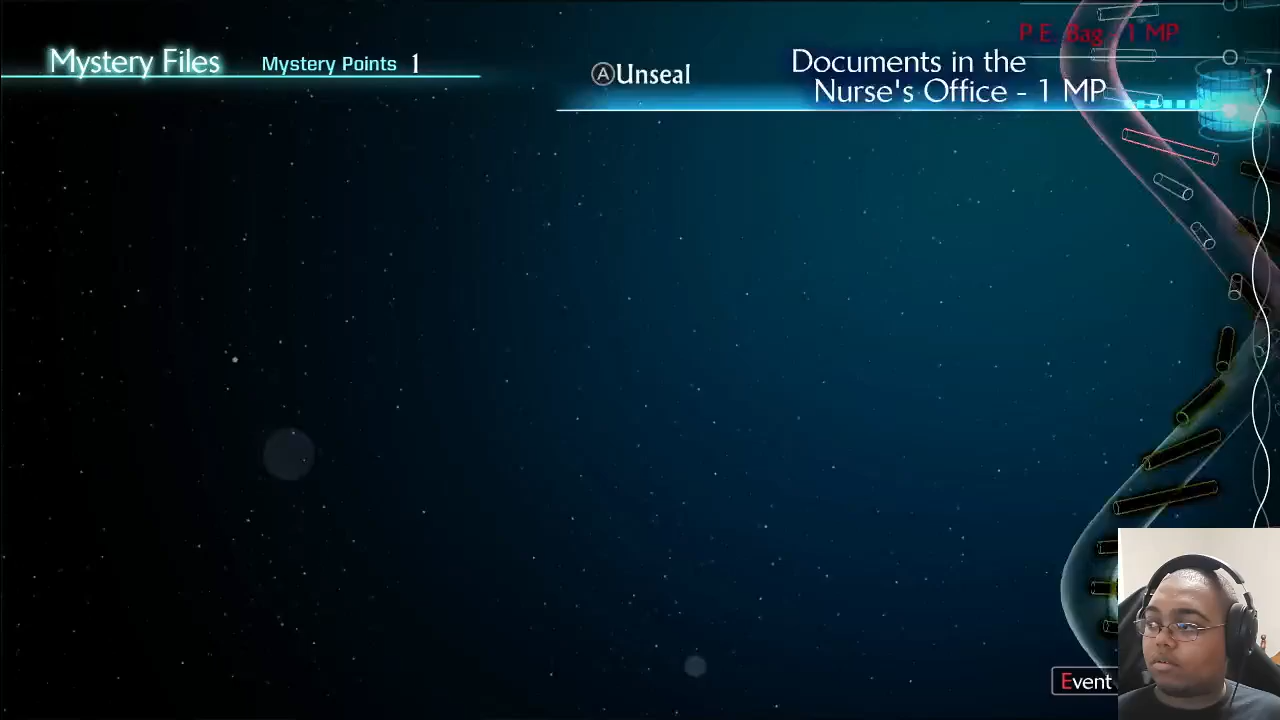 P.E. Bag - 1 MP
Mystery Files Mystery Points 1
Ⓐ Unseal
Documents in the
Nurse's Office - 1 MP
Event